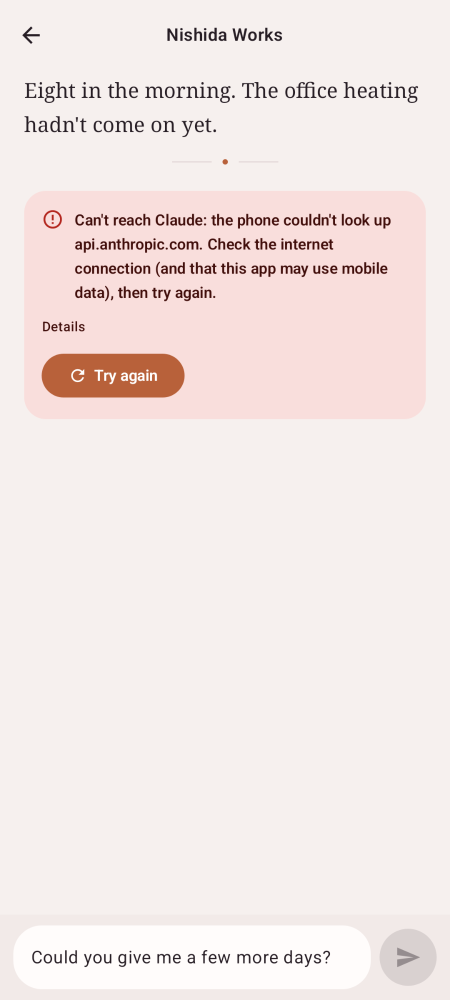 Nishida Works
Eight in the morning. The office heating
hadn't come on yet.
Can't reach Claude: the phone couldn't look up
api.anthropic.com. Check the internet
connection (and that this app may use mobile
data), then try again.
Details
Try again
Could you give me a few more days?